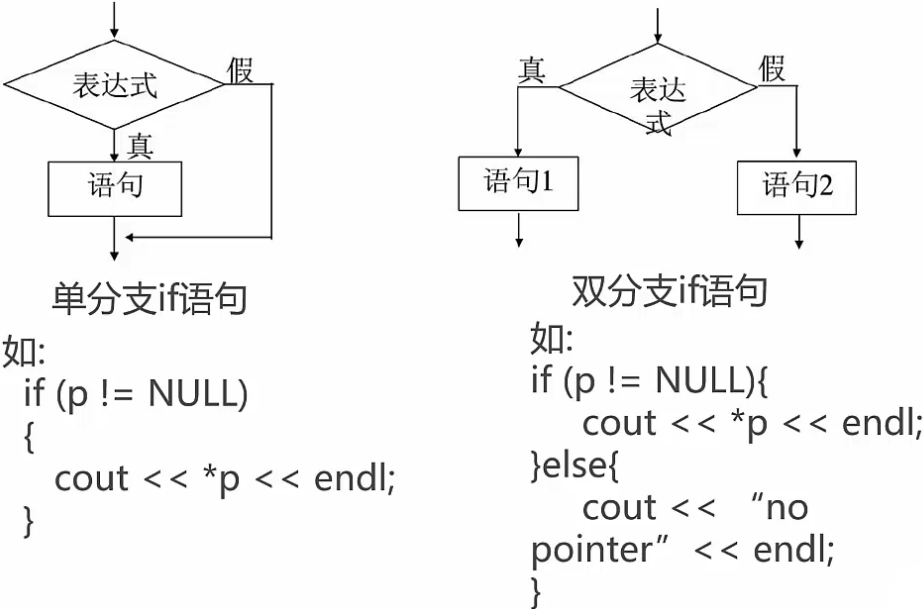 表达式
假
真
语句
单分支if语句
如:
if (p != NULL)
{
cout << *p << endl;
}
真
表达
式
假
语句1
语句2
双分支if语句
如:
if (p != NULL){
cout << *p << endl;
}else{
cout << “no
pointer” << endl;
}